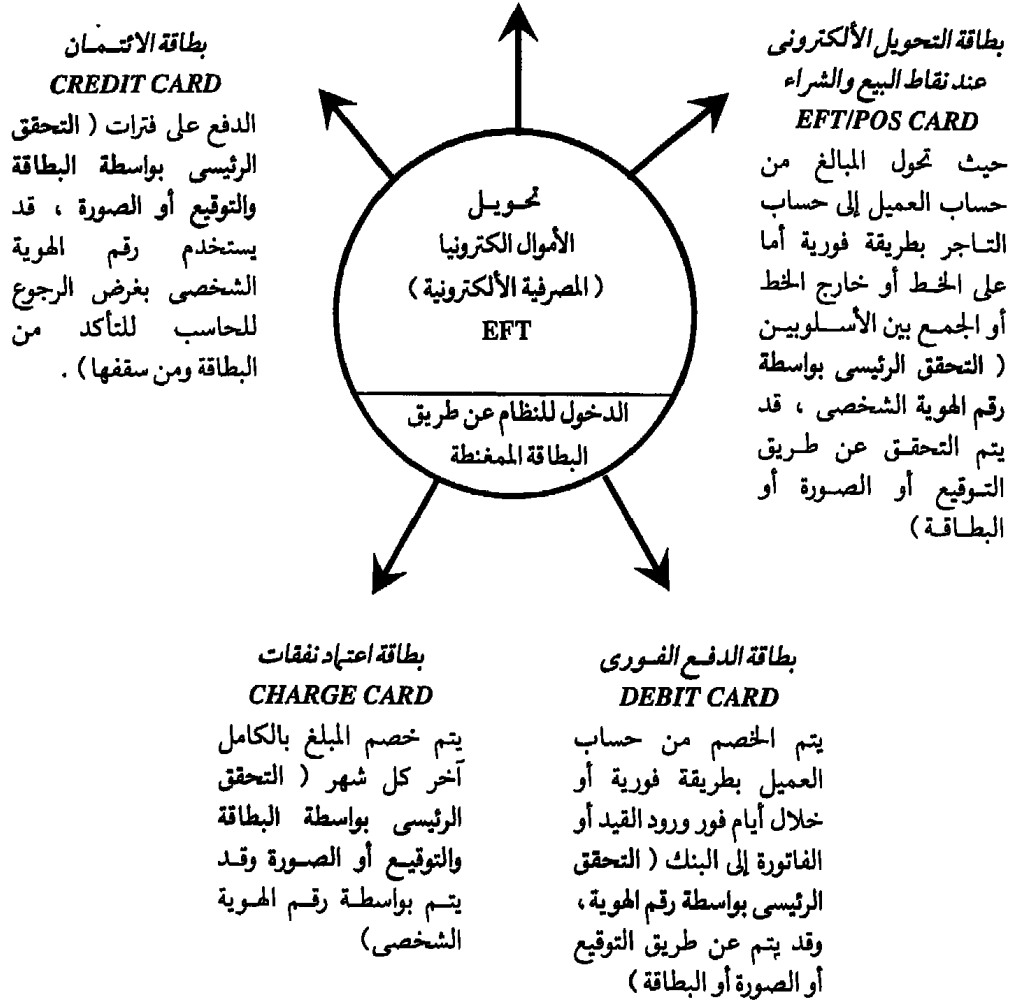 بطاقة التحويل الألكترونى
عند نقاط البيع والشراء
EFT/POS CARD
حيث تحول المبالغ من
حساب العميل إلى حساب
التاجر بطريقة فورية أما
على الخط أو خارج الخط
أو الجمع بين الأسلوبين
( التحقق الرئيسى بواسطة
رقم الهوية الشخصى ، قد
يتم التحقق عن طريق
التوقيع أو الصورة أو
البطاقة )
تحويل
الأموال الكترونيا
( المصرفية الألكترونية )
EFT
الدخول للنظام عن طريق
البطاقة الممغنطة
بطاقة الائتمان
CREDIT CARD
الدفع على فترات ( التحقق
الرئيسى بواسطة البطاقة
والتوقيع أو الصورة ، قد
يستخدم رقم الهوية
الشخصى بغرض الرجوع
للحاسب للتأكد من
البطاقة ومن سقفها ) .
بطاقة الدفع الفورى
DEBIT CARD
يتم الخصم من حساب
العميل بطريقة فورية أو
خلال أيام فور ورود القيد أو
الفاتورة إلى البنك ( التحقق
الرئيسى بواسطة رقم الهوية ،
وقد يتم عن طريق التوقيع
أو الصورة أو البطاقة )
بطاقة اعتماد نفقات
CHARGE CARD
يتم خصم المبلغ بالكامل
آخر كل شهر ( التحقق
الرئيسى بواسطة البطاقة
والتوقيع أو الصورة وقد
يتم بواسطة رقم الهوية
الشخصى )